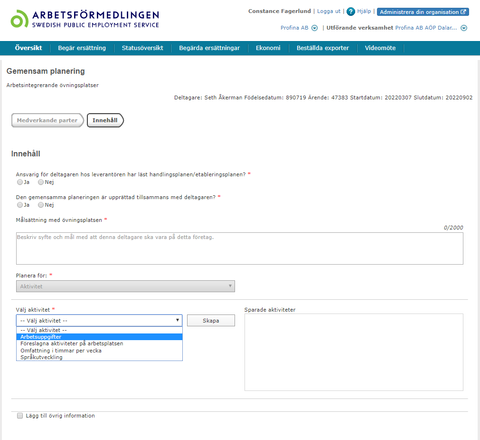 ARBETSFÖRMEDLINGEN
SWEDISH PUBLIC EMPLOYMENT SERVICE
Constance Fagerlund | Logga ut | Hjälp | Administrera din organisation
Profina AB | Utförande verksamhet Profina AB AÖP Dalar...
Översikt Begär ersättning Statusöversikt Begärda ersättningar Ekonomi Beställda exporter Videomöte
Gemensam planering
Arbetsintegrerande övningsplatser
Deltagare: Seth Åkerman Födelsedatum: 890719 Ärende: 47383 Startdatum: 20220307 Slutdatum: 20220902
Medverkande parter Innehåll
Innehåll
Ansvarig för deltagaren hos leverantören har läst handlingsplanen/etableringsplanen? *
Ja Nej
Den gemensamma planeringen är upprättad tillsammans med deltagaren? *
Ja Nej
Målsättning med övningsplatsen *
0/2000
Beskriv syfte och mål med att denna deltagare ska vara på detta företag.
Planera för: *
Aktivitet
Välj aktivitet * Sparade aktiviteter
-- Välj aktivitet -- Skapa
-- Välj aktivitet --
Arbetsuppgifter
Föreslagna aktiviteter på arbetsplatsen
Omfattning i timmar per vecka
Språkutveckling
Lägg till övrig information